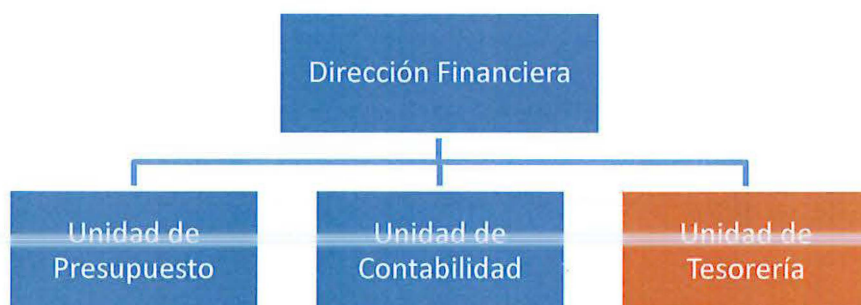 Dirección Financiera
Unidad de
Presupuesto
Unidad de
Contabilidad
Unidad de
Tesorería